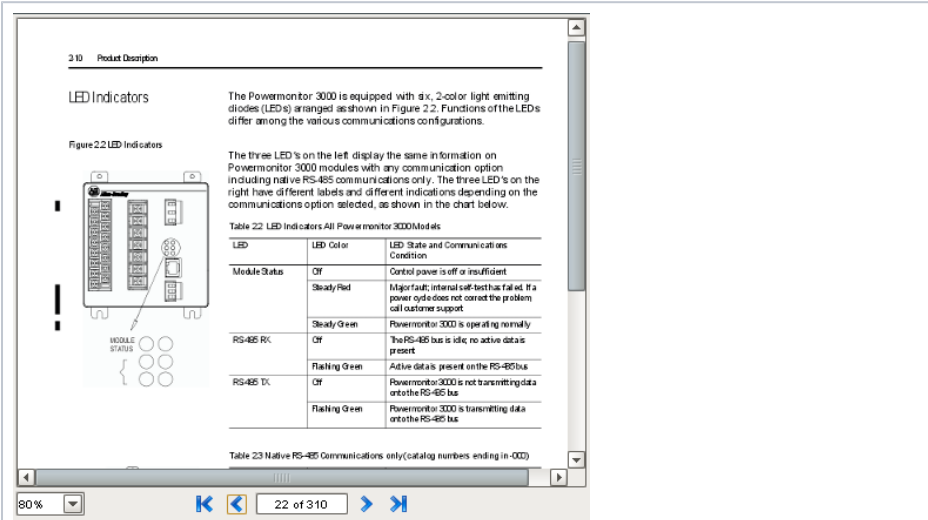 2-10 Product Description
LED Indicators
The Powermonitor 3000 is equipped with six, 2-color light emitting
diodes (LEDs) arranged as shown in Figure 2.2. Functions of the LEDs
differ among the various communications configurations.
Figure 2.2 LED Indicators
The three LED's on the left display the same information on
Powermonitor 3000 modules with any communication option
including native RS-485 communications only. The three LED's on the
right have different labels and different indications depending on the
communications option selected, as shown in the chart below.
Allen-Bradley
MODULE
STATUS
Table 2.2 LED Indicators All Powermonitor 3000 Models
LED LED Color LED State and Communications
Condition
Module Status Off Control power is off or insufficient
Steady Red Major fault; internal self-test has failed. If a
power cycle does not correct the problem,
call customer support
Steady Green Powermonitor 3000 is operating normally
RS-485 RX Off The RS-485 bus is idle; no active data is
present
Flashing Green Active data is present on the RS-485 bus
RS-485 TX Off Powermonitor 3000 is not transmitting data
onto the RS-485 bus
Flashing Green Powermonitor 3000 is transmitting data
onto the RS-485 bus
Table 2.3 Native RS-485 Communications only (catalog numbers ending in -000)
80%
22 of 310